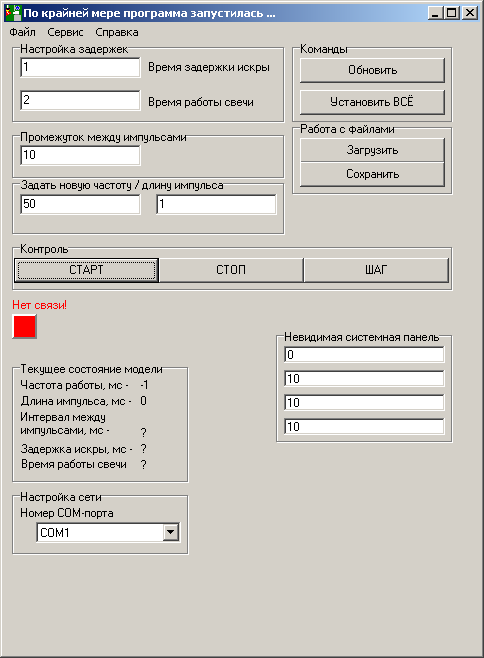 По крайней мере программа запустилась ...
Файл Сервис Справка
Настройка задержек
1 Время задержки искры
2 Время работы свечи
Команды
Обновить
Установить ВСЁ
Промежуток между импульсами
10
Работа с файлами
Загрузить
Сохранить
Задать новую частоту / длину импульса
50 1
Контроль
СТАРТ СТОП ШАГ
Нет связи!
Невидимая системная панель
0
10
10
10
Текущее состояние модели
Частота работы, мс - -1
Длина импульса, мс - 0
Интервал между
импульсами, мс - ?
Задержка искры, мс - ?
Время работы свечи ?
Настройка сети
Номер COM-порта
COM1